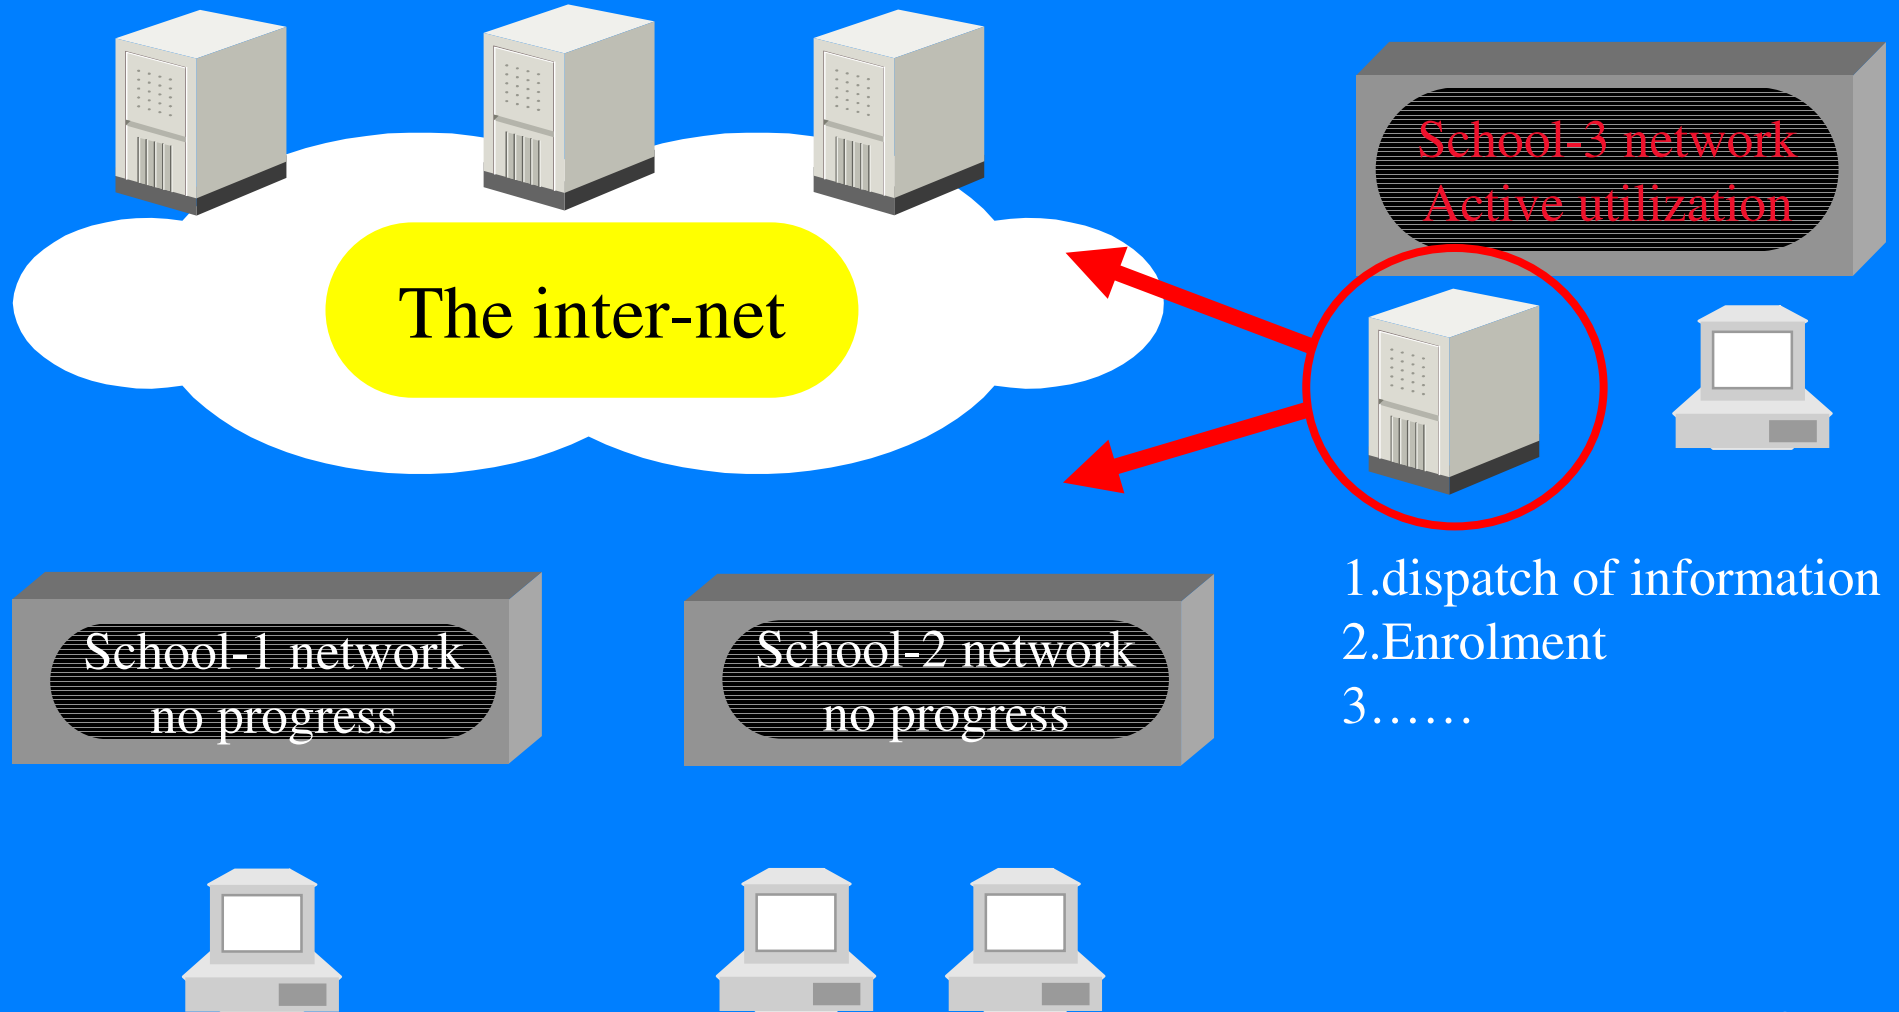 School-3 network
Active utilization
The inter-net
1.dispatch of information
2.Enrolment
3……
School-1 network
no progress
School-2 network
no progress